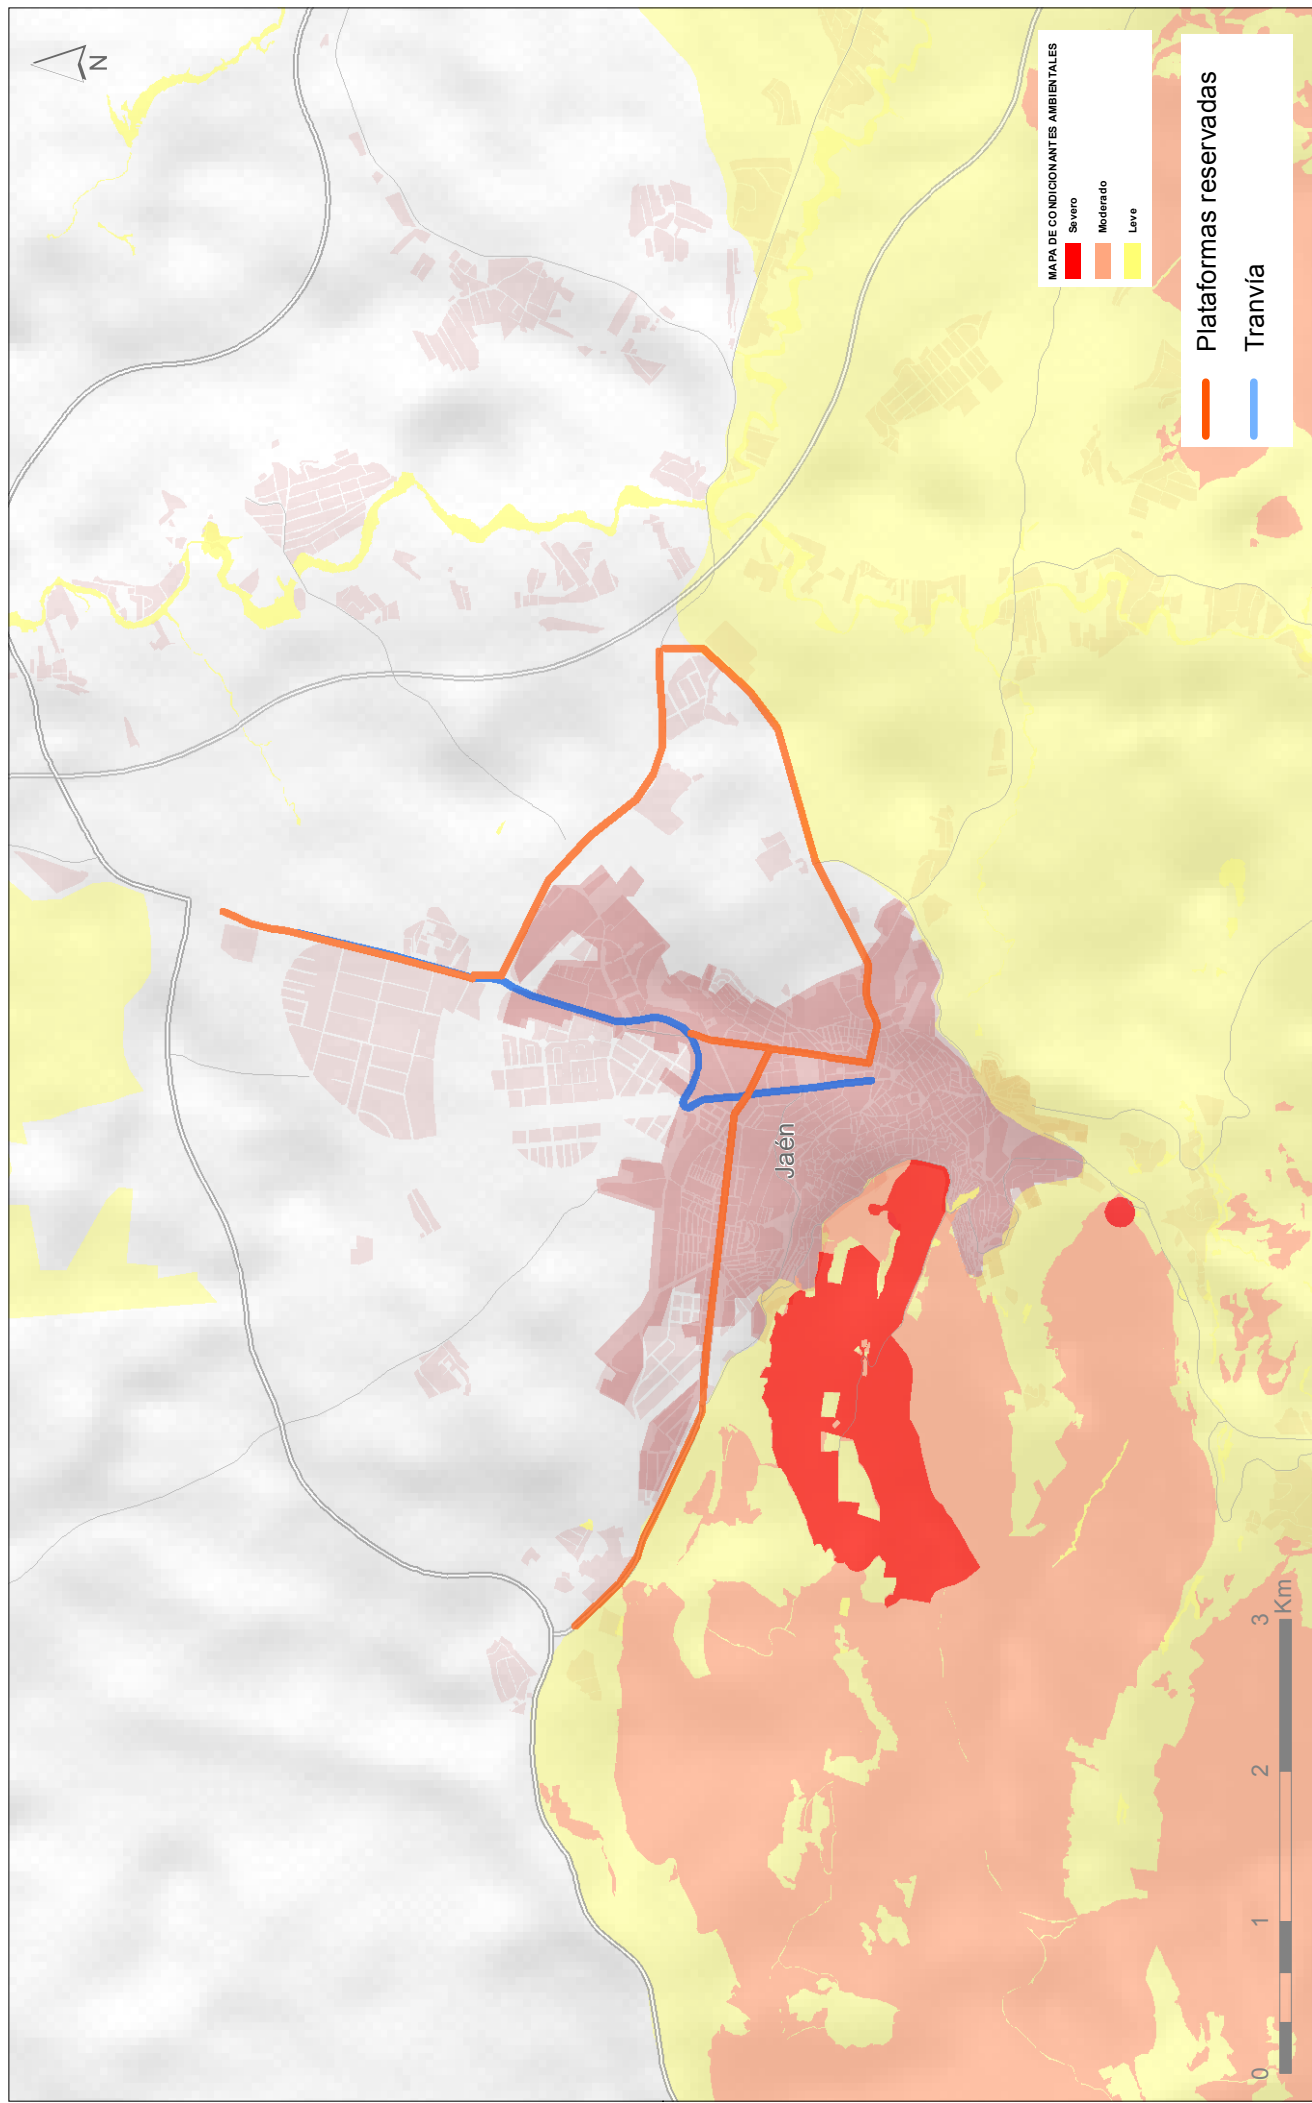 N
MAPA DE CONDICIONANTES AMBIENTALES
Severo
Moderado
Leve
Plataformas reservadas
Tranvía
Jaén
0 1 2 3
Km